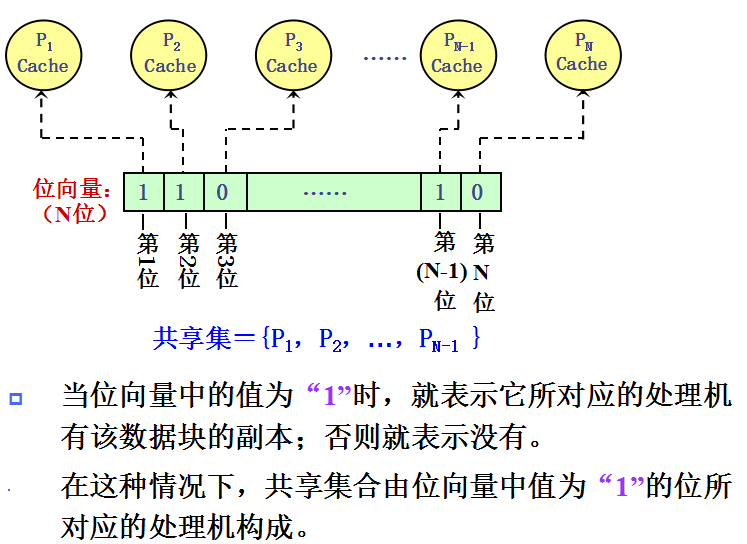 P1 Cache
P2 Cache
P3 Cache
……
PN-1 Cache
PN Cache
位向量：
（N位）
1 1 0 …… 1 0
第1位
第2位
第3位
第(N-1)位
第N位
共享集＝{P1，P2，…，PN-1 }
当位向量中的值为“1”时，就表示它所对应的处理机
有该数据块的副本；否则就表示没有。
在这种情况下，共享集合由位向量中值为“1”的位所
对应的处理机构成。